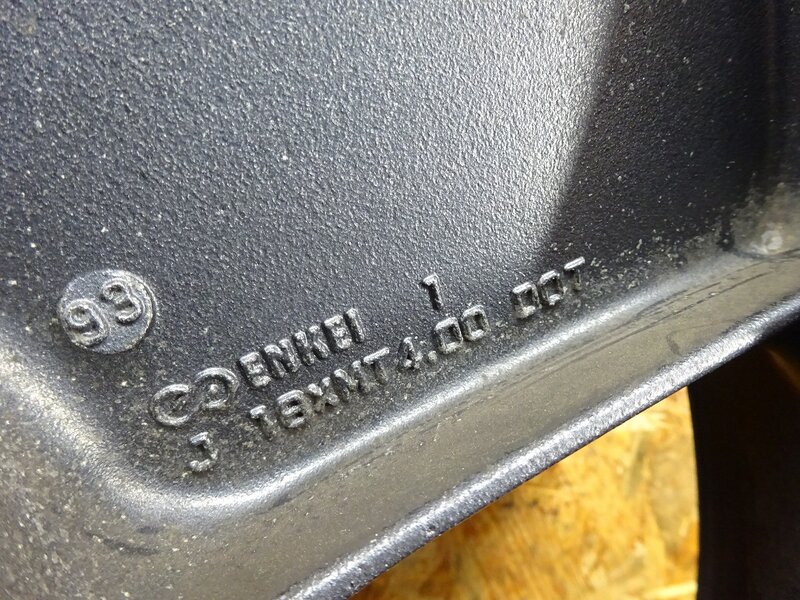 93
ENKEI 1
J 18XMT4.00 DOT